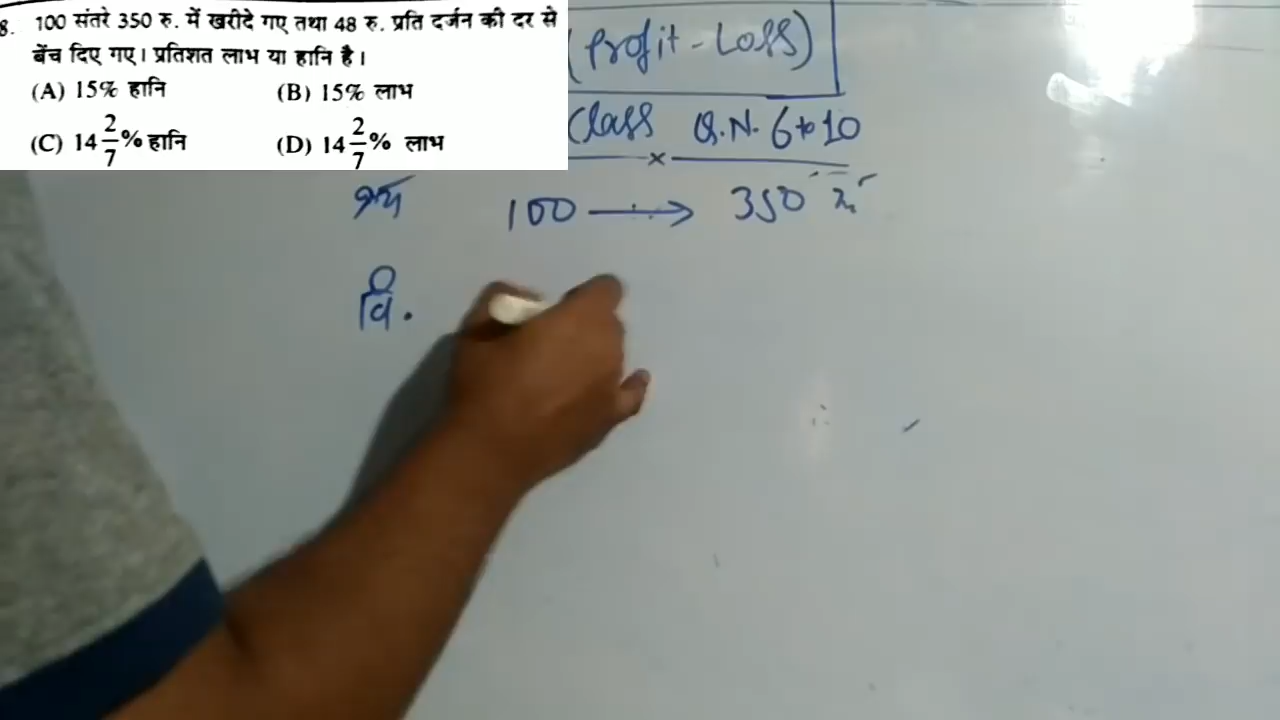 8. 100 संतरे 350 रु. में खरीदे गए तथा 48 रु. प्रति दर्जन की दर से
बेंच दिए गए। प्रतिशत लाभ या हानि है।
(A) 15% हानि (B) 15% लाभ
(C) 14 2/7 % हानि (D) 14 2/7 % लाभ
(Profit - Loss)
Class Q.N. 6 to 10
क्रय 100 → 350 रु.
वि.